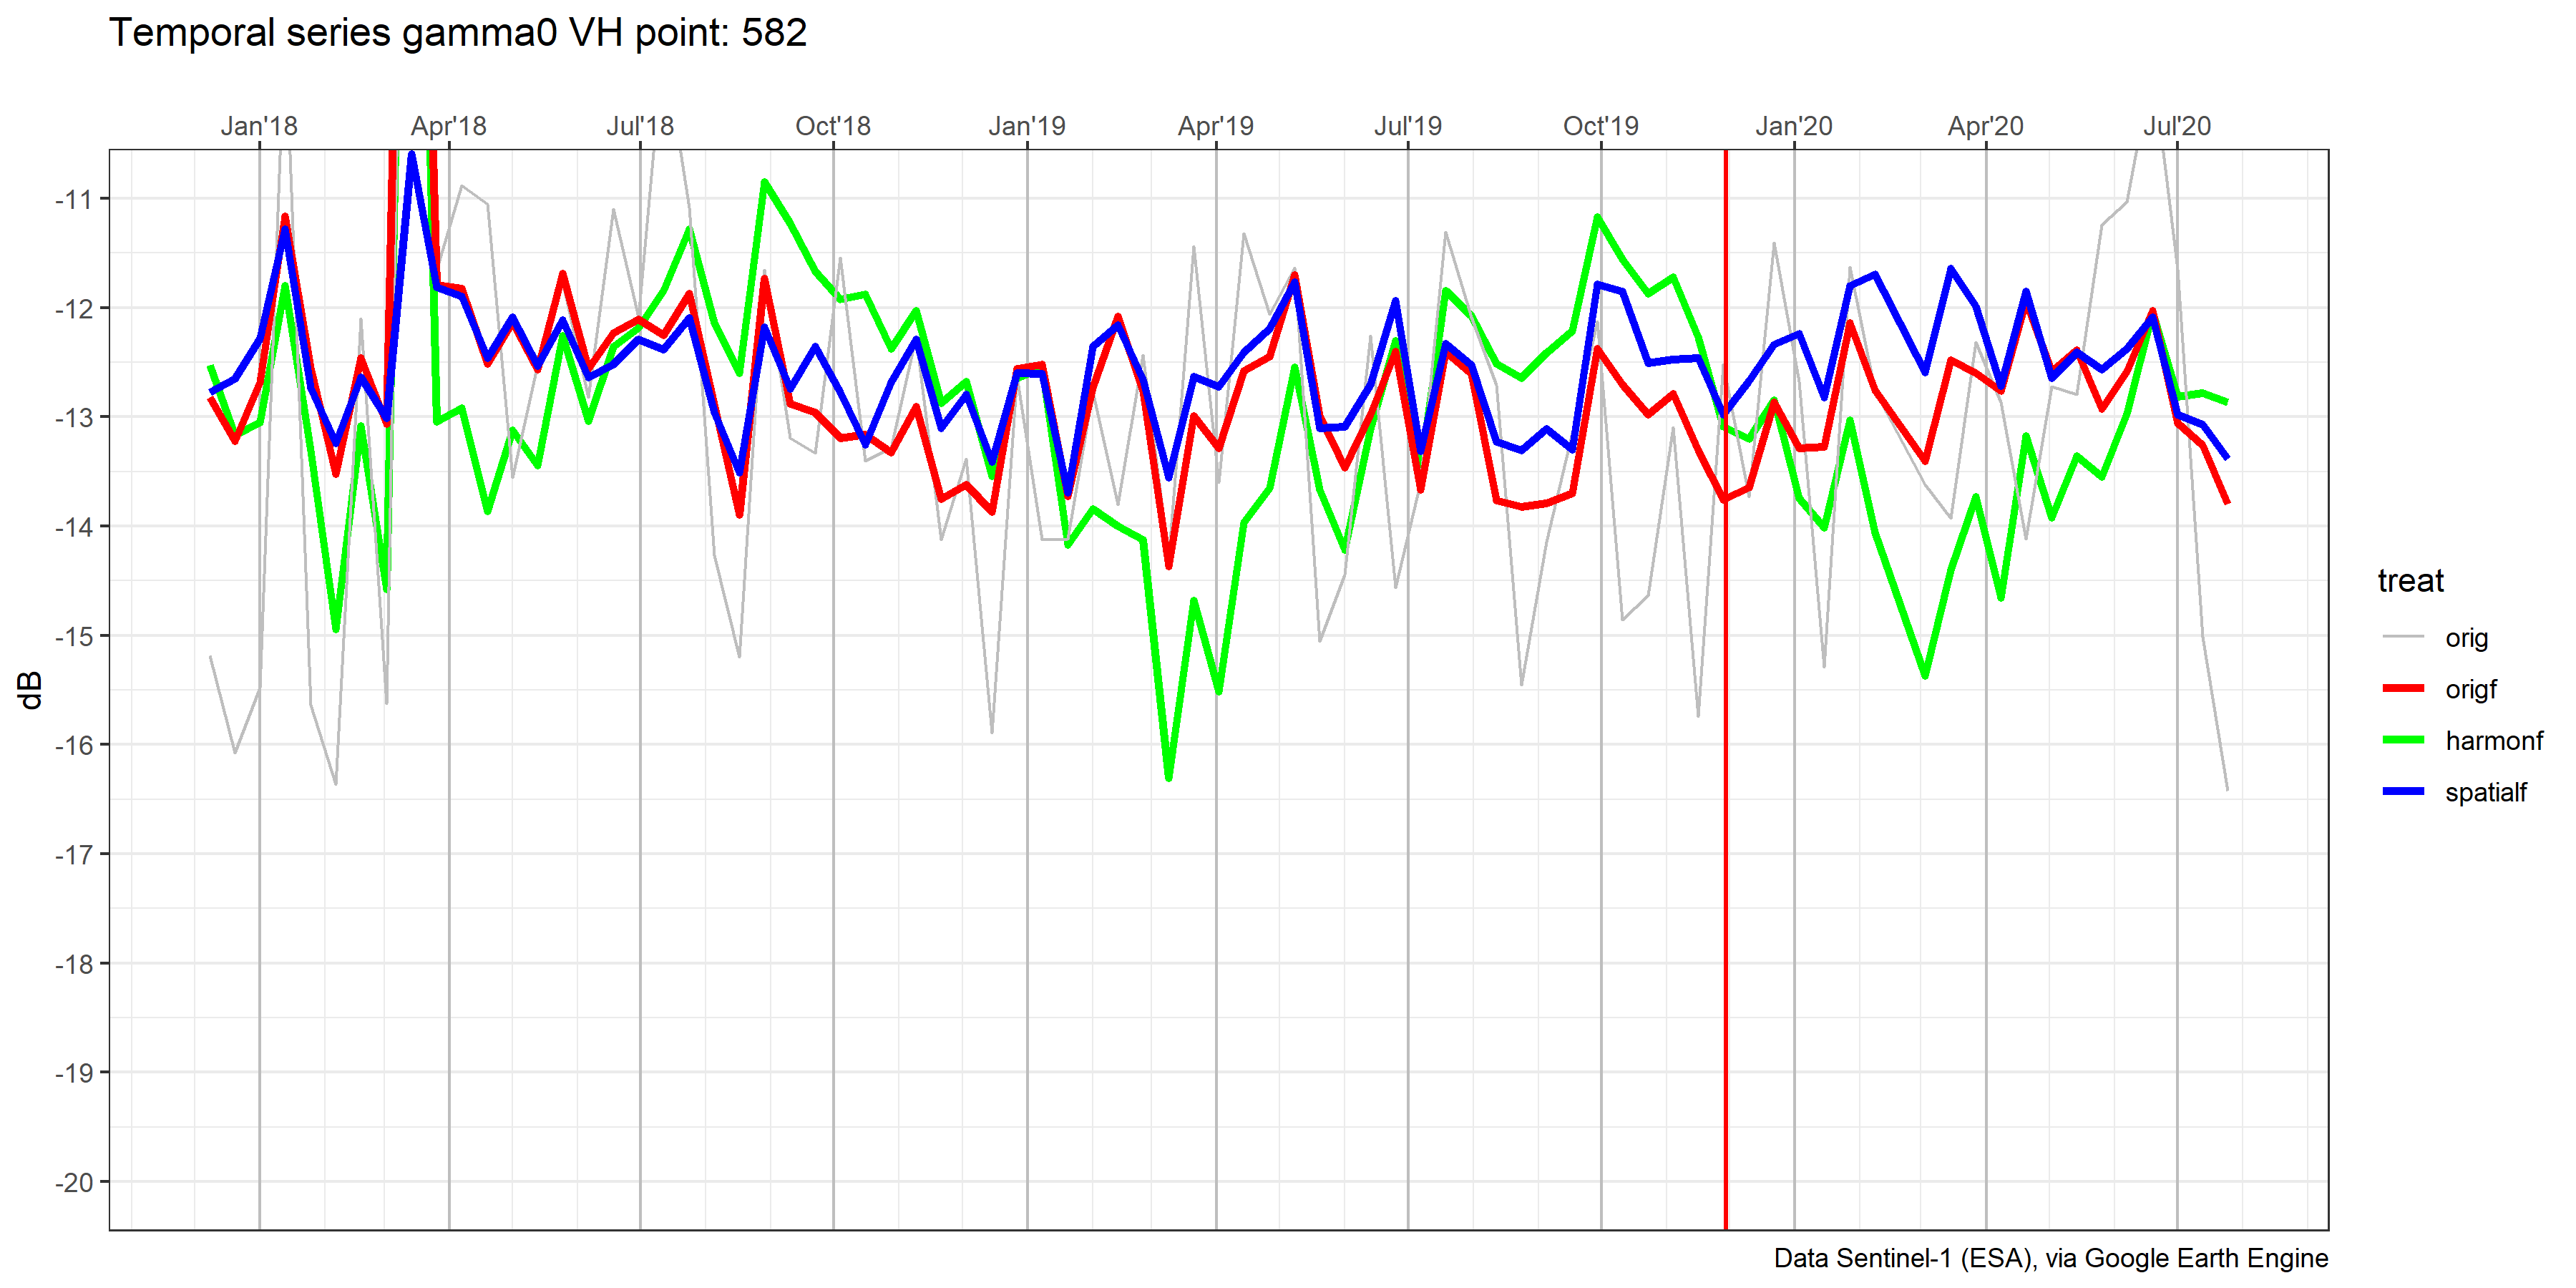 Temporal series gamma0 VH point: 582
Jan'18 Apr'18 Jul'18 Oct'18 Jan'19 Apr'19 Jul'19 Oct'19 Jan'20 Apr'20 Jul'20
-11
-12
-13
-14
-15
-16
-17
-18
-19
-20
dB
treat
orig
origf
harmonf
spatialf
Data Sentinel-1 (ESA), via Google Earth Engine